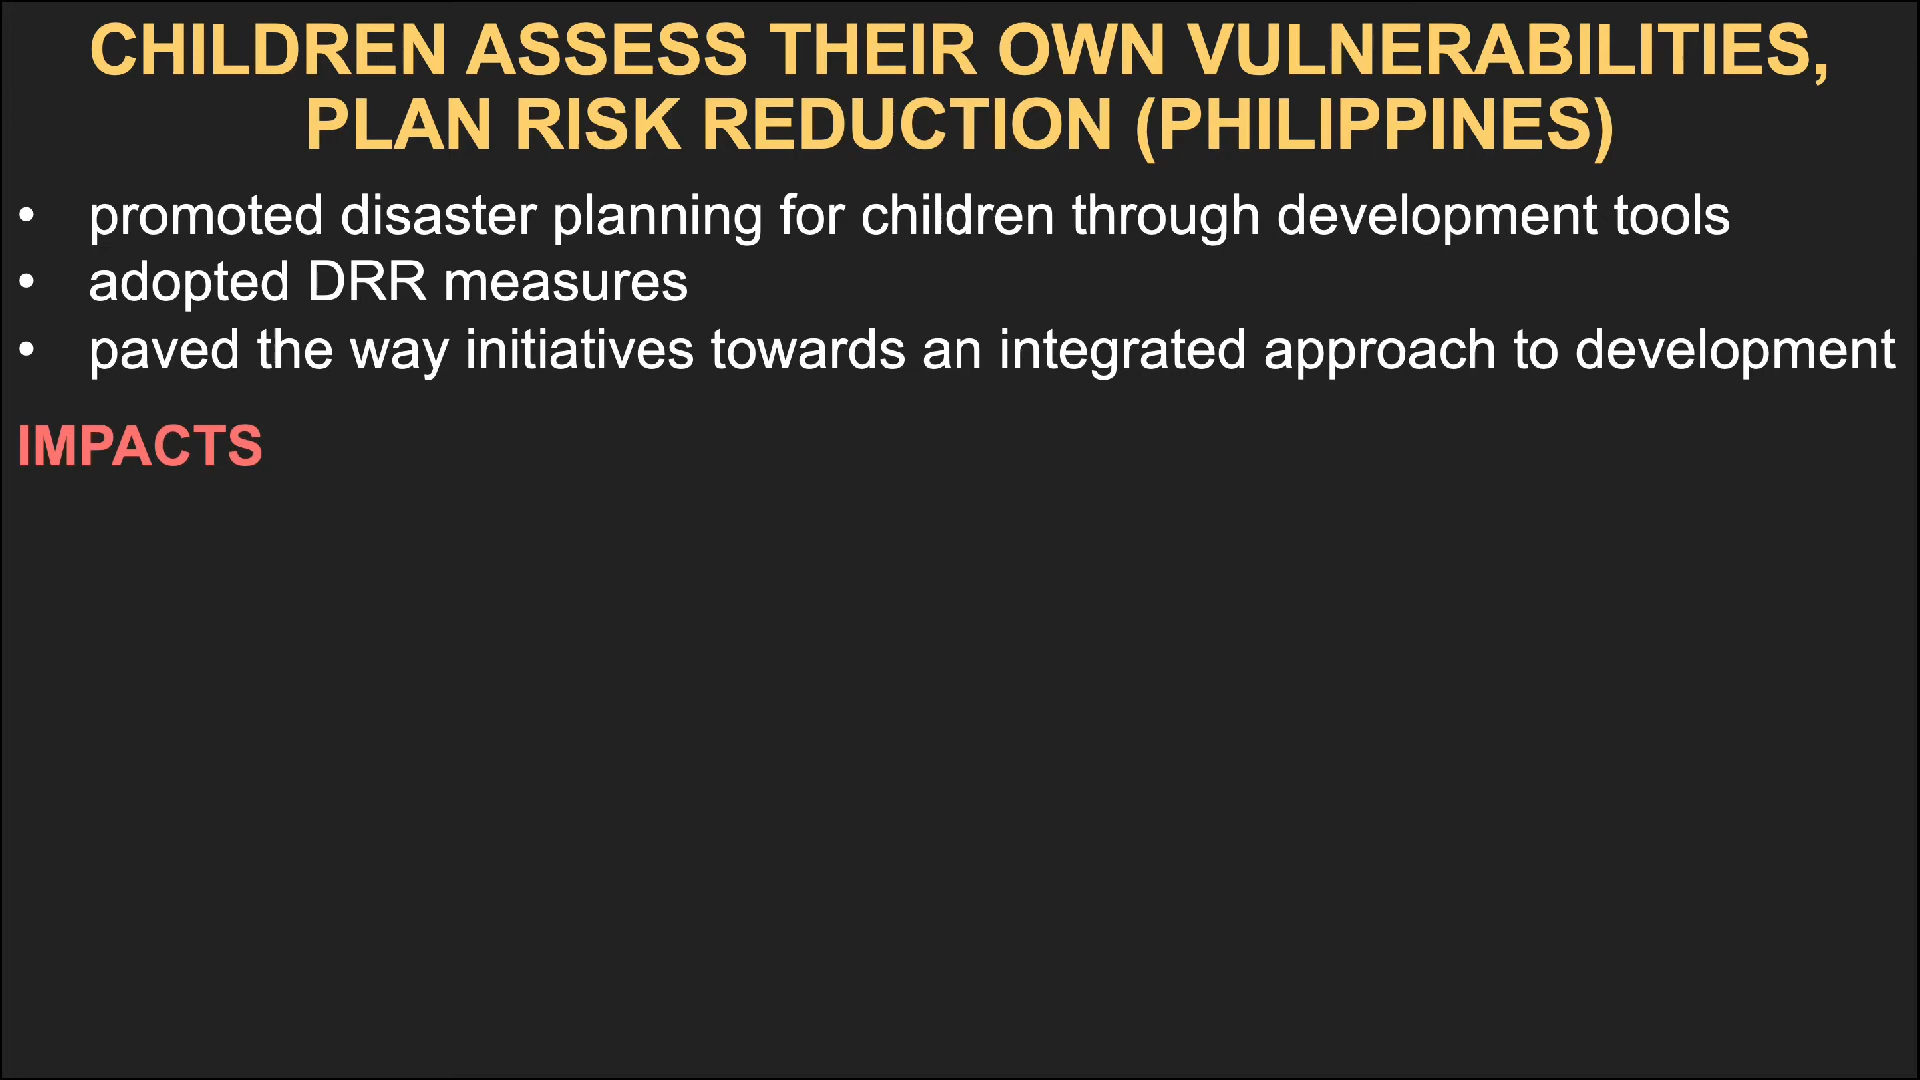 CHILDREN ASSESS THEIR OWN VULNERABILITIES,
PLAN RISK REDUCTION (PHILIPPINES)
• promoted disaster planning for children through development tools
• adopted DRR measures
• paved the way initiatives towards an integrated approach to development
IMPACTS